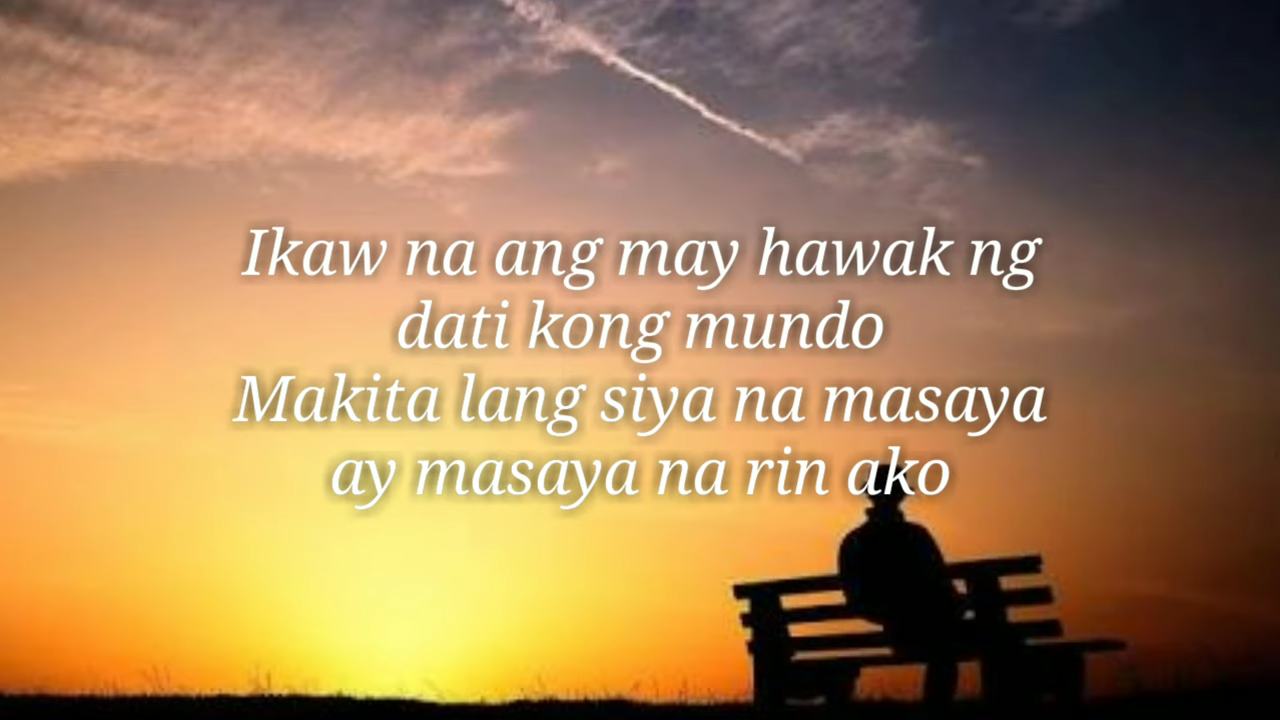 Ikaw na ang may hawak ng
dati kong mundo
Makita lang siya na masaya
ay masaya na rin ako